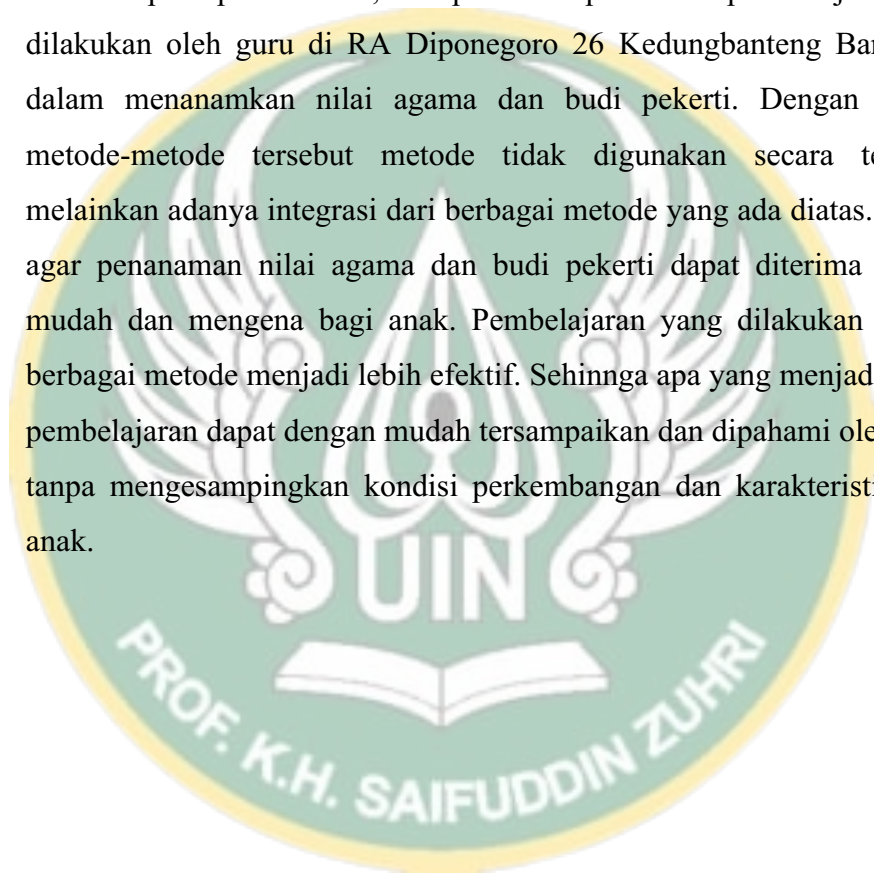 dilakukan oleh guru di RA Diponegoro 26 Kedungbanteng
dalam menanamkan nilai agama dan budi pekerti. Dengan
metode-metode tersebut metode tidak digunakan secara
melainkan adanya integrasi dari berbagai metode yang ada diatas.
agar penanaman nilai agama dan budi pekerti dapat diterima
mudah dan mengena bagi anak. Pembelajaran yang dilakukan
berbagai metode menjadi lebih efektif. Sehinnga apa yang
pembelajaran dapat dengan mudah tersampaikan dan dipahami
tanpa mengesampingkan kondisi perkembangan dan
anak.
UIN
PROF. K.H. SAIFUDDIN ZUHRI